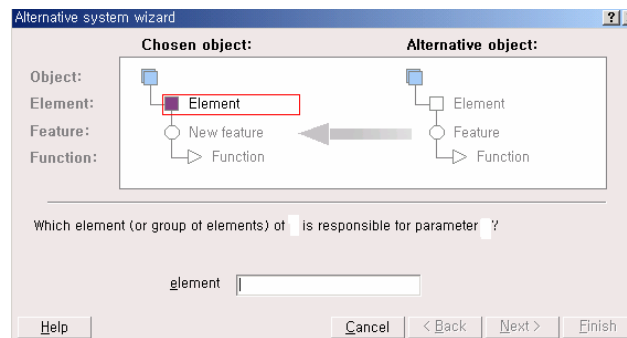 Alternative system wizard ?
Chosen object: Alternative object:
Object:
Element: Element Element
Feature: New feature Feature
Function: Function Function
Which element (or group of elements) of is responsible for parameter ?
element
Help Cancel < Back Next > Finish